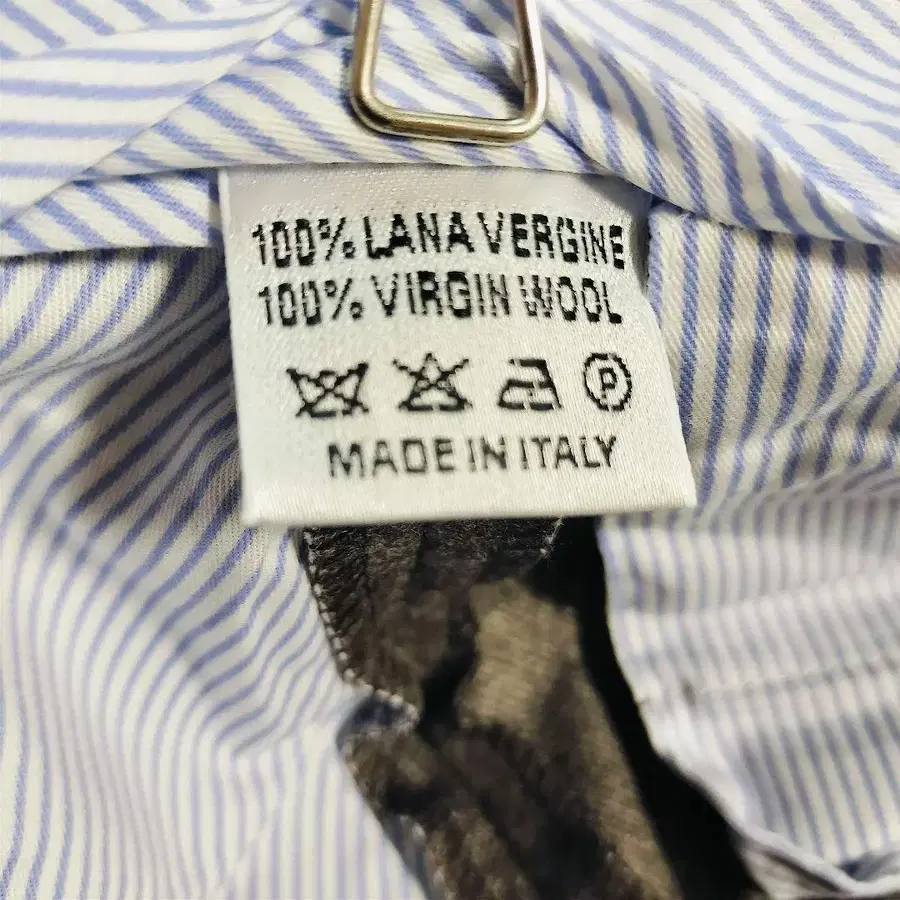 100% LANA VERGINE
100% VIRGIN WOOL
P
MADE IN ITALY